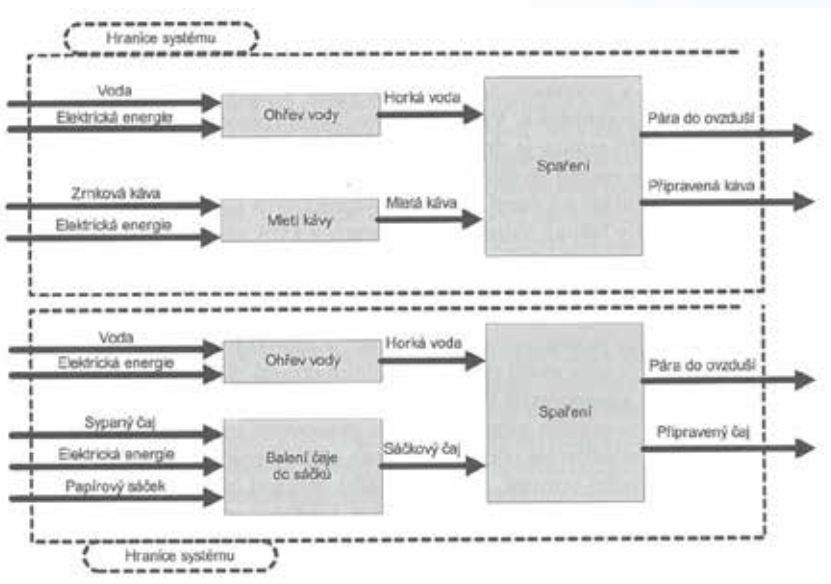 Hranice systému
Voda
Elektrická energie
Ohřev vody
Horká voda
Zrnková káva
Elektrická energie
Mletí kávy
Mletá káva
Spaření
Pára do ovzduší
Připravená káva
Voda
Elektrická energie
Ohřev vody
Horká voda
Sypaný čaj
Elektrická energie
Papírový sáček
Balení čaje
do sáčků
Sáčkový čaj
Spaření
Pára do ovzduší
Připravený čaj
Hranice systému